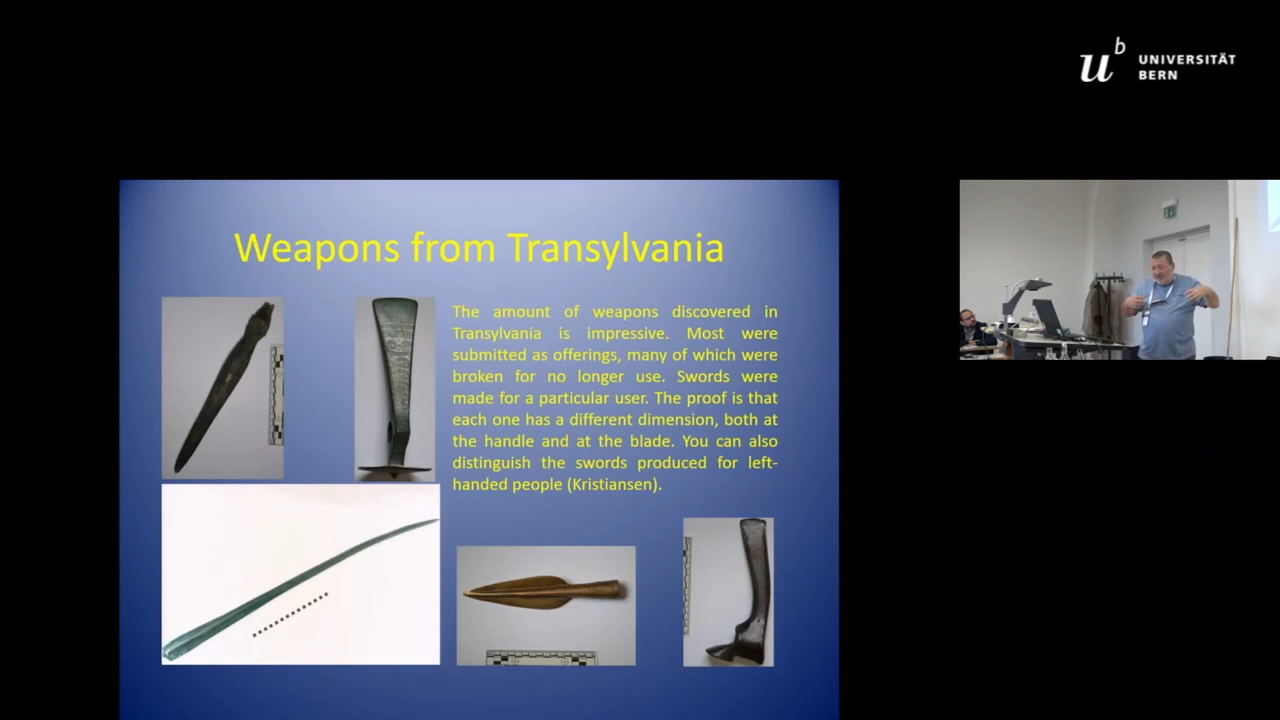 u^b
UNIVERSITÄT
BERN
Weapons from Transylvania
The amount of weapons discovered in
Transylvania is impressive. Most were
submitted as offerings, many of which were
broken for no longer use. Swords were
made for a particular user. The proof is that
each one has a different dimension, both at
the handle and at the blade. You can also
distinguish the swords produced for left-
handed people (Kristiansen).